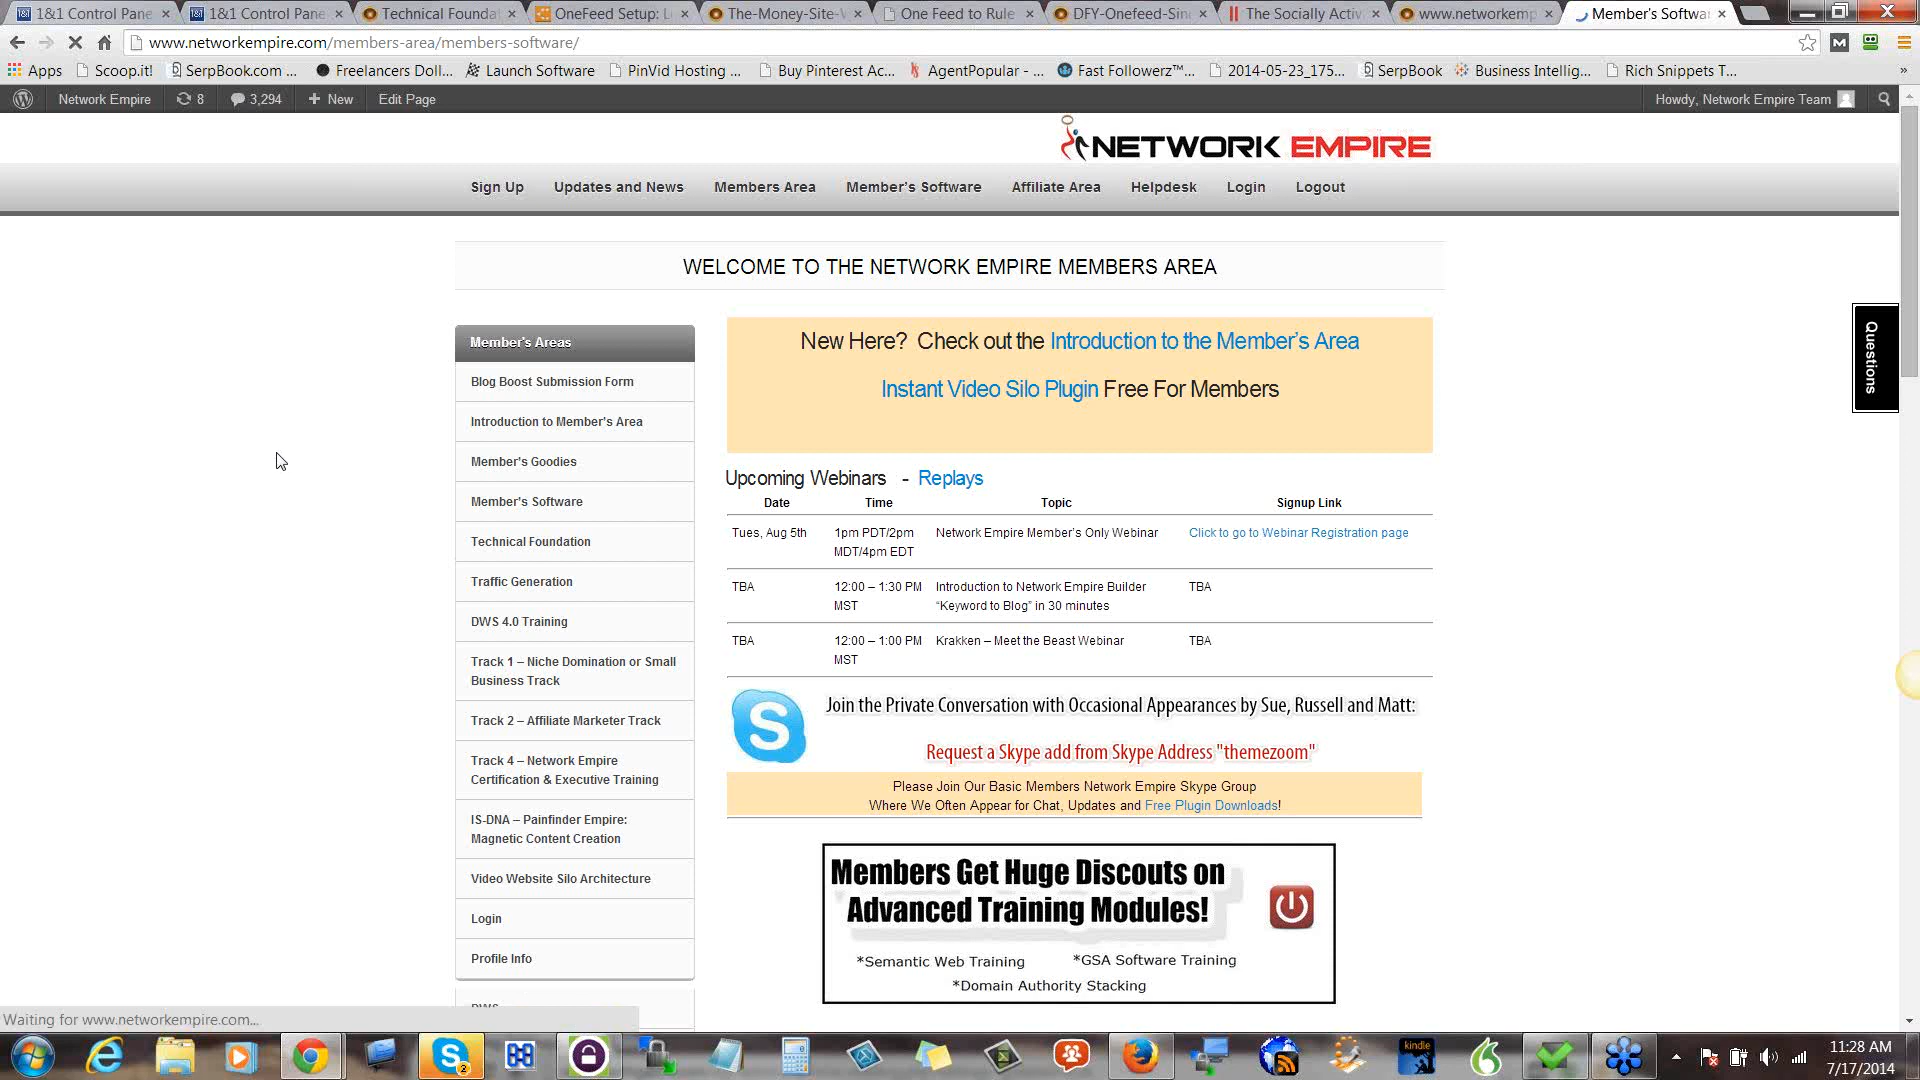 1&1 Control Pane
1&1 Control Pane
Technical Founda
OneFeed Setup: L
The-Money-Site-
One Feed to Rule
DFY-Onefeed-Sin
The Socially Activ
www.networkemp
Member's Softwa
www.networkempire.com/members-area/members-software/
Apps
Scoop.it!
SerpBook.com ...
Freelancers Doll...
Launch Software
PinVid Hosting ...
Buy Pinterest Ac...
AgentPopular - ...
Fast Followerz™...
2014-05-23_175...
SerpBook
Business Intellig...
Rich Snippets T...
»
Network Empire
8
3,294
+ New
Edit Page
Howdy, Network Empire Team
NETWORK EMPIRE
Sign Up
Updates and News
Members Area
Member's Software
Affiliate Area
Helpdesk
Login
Logout
WELCOME TO THE NETWORK EMPIRE MEMBERS AREA
Questions
Member's Areas
Blog Boost Submission Form
Introduction to Member's Area
Member's Goodies
Member's Software
Technical Foundation
Traffic Generation
DWS 4.0 Training
Track 1 – Niche Domination or Small
Business Track
Track 2 – Affiliate Marketer Track
Track 4 – Network Empire
Certification & Executive Training
IS-DNA – Painfinder Empire:
Magnetic Content Creation
Video Website Silo Architecture
Login
Profile Info
DWS
New Here? Check out the Introduction to the Member's Area
Instant Video Silo Plugin Free For Members
Upcoming Webinars - Replays
Date Time Topic Signup Link
Tues, Aug 5th 1pm PDT/2pm Network Empire Member's Only Webinar Click to go to Webinar Registration page
MDT/4pm EDT
TBA 12:00 – 1:30 PM Introduction to Network Empire Builder TBA
MST “Keyword to Blog” in 30 minutes
TBA 12:00 – 1:00 PM Krakken – Meet the Beast Webinar TBA
MST
Join the Private Conversation with Occasional Appearances by Sue, Russell and Matt:
Request a Skype add from Skype Address "themezoom"
Please Join Our Basic Members Network Empire Skype Group
Where We Often Appear for Chat, Updates and Free Plugin Downloads!
Members Get Huge Discouts on
Advanced Training Modules!
*Semantic Web Training *GSA Software Training
*Domain Authority Stacking
Waiting for www.networkempire.com...
kindle
11:28 AM
7/17/2014